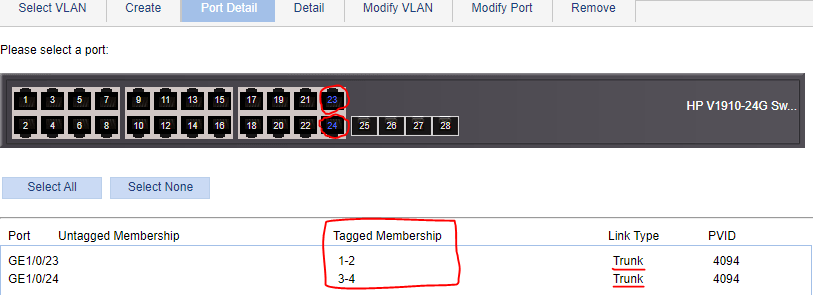 Select VLAN Create Port Detail Detail Modify VLAN Modify Port Remove
Please select a port:
1 3 5 7 9 11 13 15 17 19 21 23
HP V1910-24G Sw...
2 4 6 8 10 12 14 16 18 20 22 24 25 26 27 28
Select All Select None
Port Untagged Membership Tagged Membership Link Type PVID
GE1/0/23 1-2 Trunk 4094
GE1/0/24 3-4 Trunk 4094